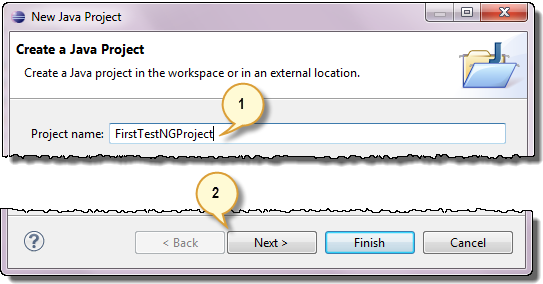 New Java Project
Create a Java Project
Create a Java project in the workspace or in an external location.
1
Project name: FirstTestNGProject
2
?
< Back Next > Finish Cancel